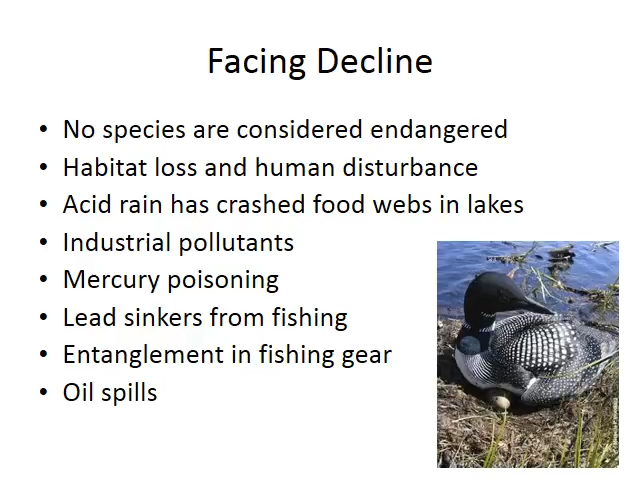 Facing Decline
• No species are considered endangered
• Habitat loss and human disturbance
• Acid rain has crashed food webs in lakes
• Industrial pollutants
• Mercury poisoning
• Lead sinkers from fishing
• Entanglement in fishing gear
• Oil spills